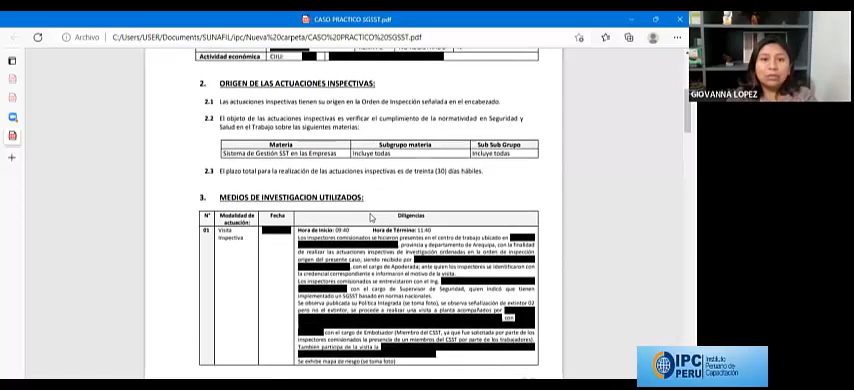 CASO PRACTICO SGSST.pdf
Archivo
C:/Users/USER/Documents/SUNAFIL/ipc/Nueva%20carpeta/CASO%20PRACTICO%20SGSST.pdf
GIOVANNA LOPEZ
Actividad económica CIIU:
2. ORIGEN DE LAS ACTUACIONES INSPECTIVAS:
2.1 Las actuaciones inspectivas tienen su origen en la Orden de Inspección señalada en el encabezado.
2.2 El objeto de las actuaciones inspectivas es verificar el cumplimiento de la normatividad en Seguridad y
Salud en el Trabajo sobre las siguientes materias:
Materia Subgrupo materia Sub Sub Grupo
Sistema de Gestión SST en las Empresas Incluye todas Incluye todas
2.3 El plazo total para la realización de las actuaciones inspectivas es de treinta (30) días hábiles.
3. MEDIOS DE INVESTIGACION UTILIZADOS:
N° Modalidad de actuación: Fecha Diligencias
01 Visita Inspectiva
Hora de Inicio: 09:40 Hora de Término: 11:40
Los inspectores comisionados se hicieron presentes en el centro de trabajo ubicado en
, provincia y departamento de Arequipa, con la finalidad
de realizar las actuaciones inspectivas de investigación ordenadas en la orden de inspección
origen del presente caso; siendo recibido por
, con el cargo de Apoderada; ante quien los inspectores se identificaron con
la credencial correspondiente e informaron el motivo de la visita.
Los inspectores comisionados se entrevistaron con el Ing.
con el cargo de Supervisor de Seguridad, quien indicó que tienen
implementado un SGSST basado en normas nacionales.
Se observa publicada su Política Integrada (se toma foto), se observa señalización de extintor 02
pero no el extintor, se procede a realizar una visita a planta acompañados por
con
con el cargo de Embolsador (Miembro del CSST, ya que fue solicitada por parte de los
inspectores comisionados la presencia de un miembros del CSST por parte de los trabajadores).
También participa de la visita la
Se exhibe mapa de riesgo (se toma foto)
IPC PERU
Instituto
Peruano de
Capacitación